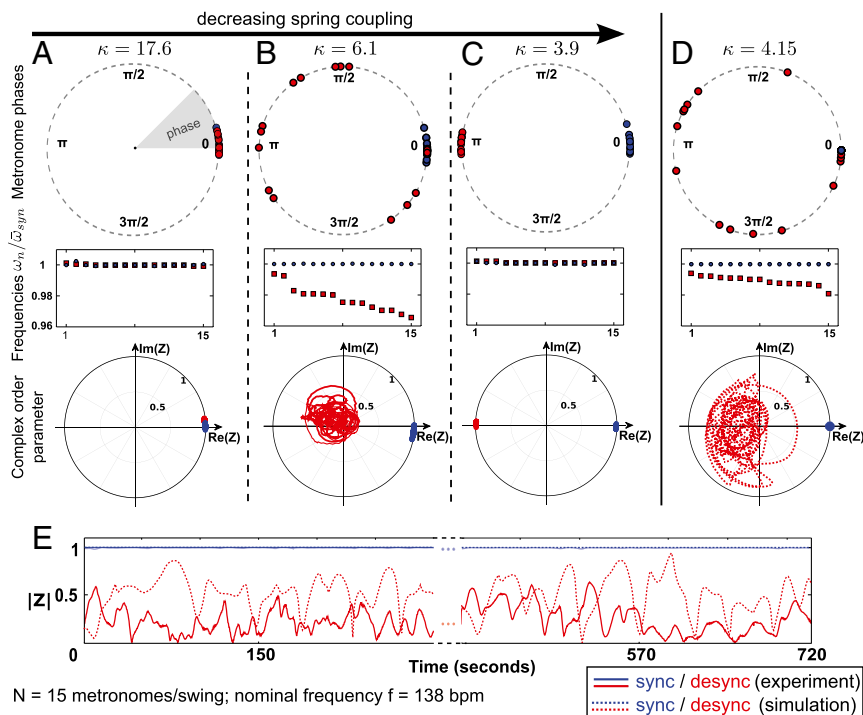 decreasing spring coupling
A κ = 17.6
B κ = 6.1
C κ = 3.9
D κ = 4.15
Metronome phases
π/2
π
phase
0
3π/2
π/2
π
0
3π/2
π/2
π
0
3π/2
π/2
π
0
3π/2
Frequencies ω_n/ω̄_syn
1
0.98
0.96
1 15
1 15
1 15
1 15
Complex order
parameter
Im(Z)
1
0.5
Re(Z)
Im(Z)
1
0.5
Re(Z)
Im(Z)
1
0.5
Re(Z)
Im(Z)
1
0.5
Re(Z)
E
|Z|
1
0.5
0 150 570 720
Time (seconds)
N = 15 metronomes/swing; nominal frequency f = 138 bpm
sync / desync (experiment)
sync / desync (simulation)